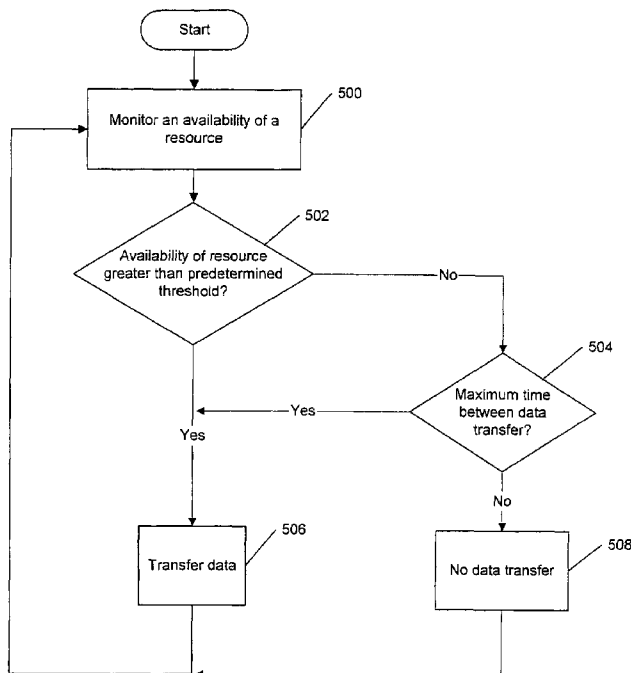 Start
500
Monitor an availability of a
resource
502
Availability of resource
greater than predetermined
threshold?
No
504
Maximum time
between data
transfer?
Yes
Yes
No
506
Transfer data
508
No data transfer